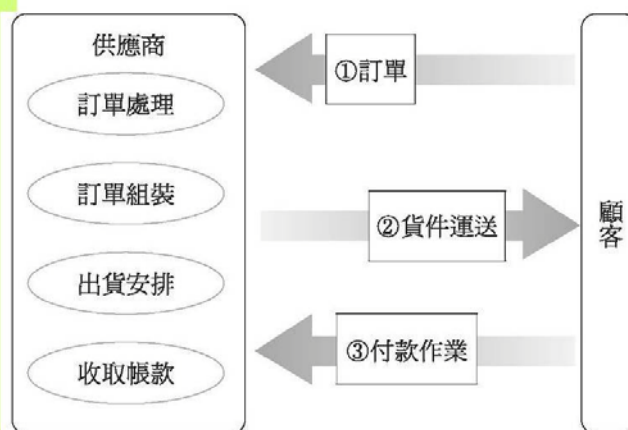 供應商
訂單處理
訂單組裝
出貨安排
收取帳款
①訂單
②貨件運送
③付款作業
顧客